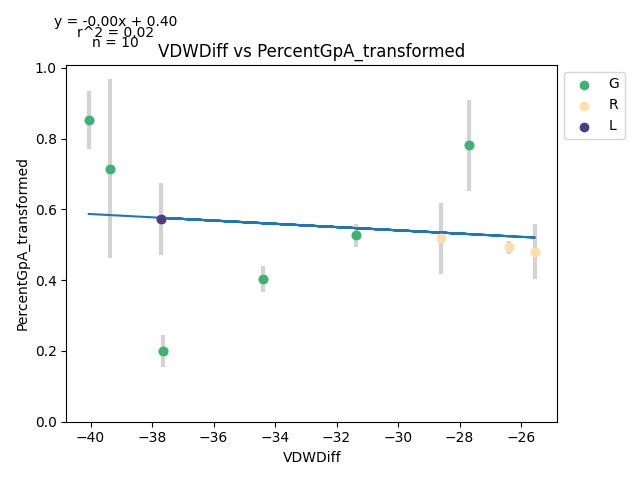 y = -0.00x + 0.40
r^2 = 0.02
n = 10
VDWDiff vs PercentGpA_transformed
G
R
L
PercentGpA_transformed
1.0
0.8
0.6
0.4
0.2
0.0
−40
−38
−36
−34
−32
−30
−28
−26
VDWDiff